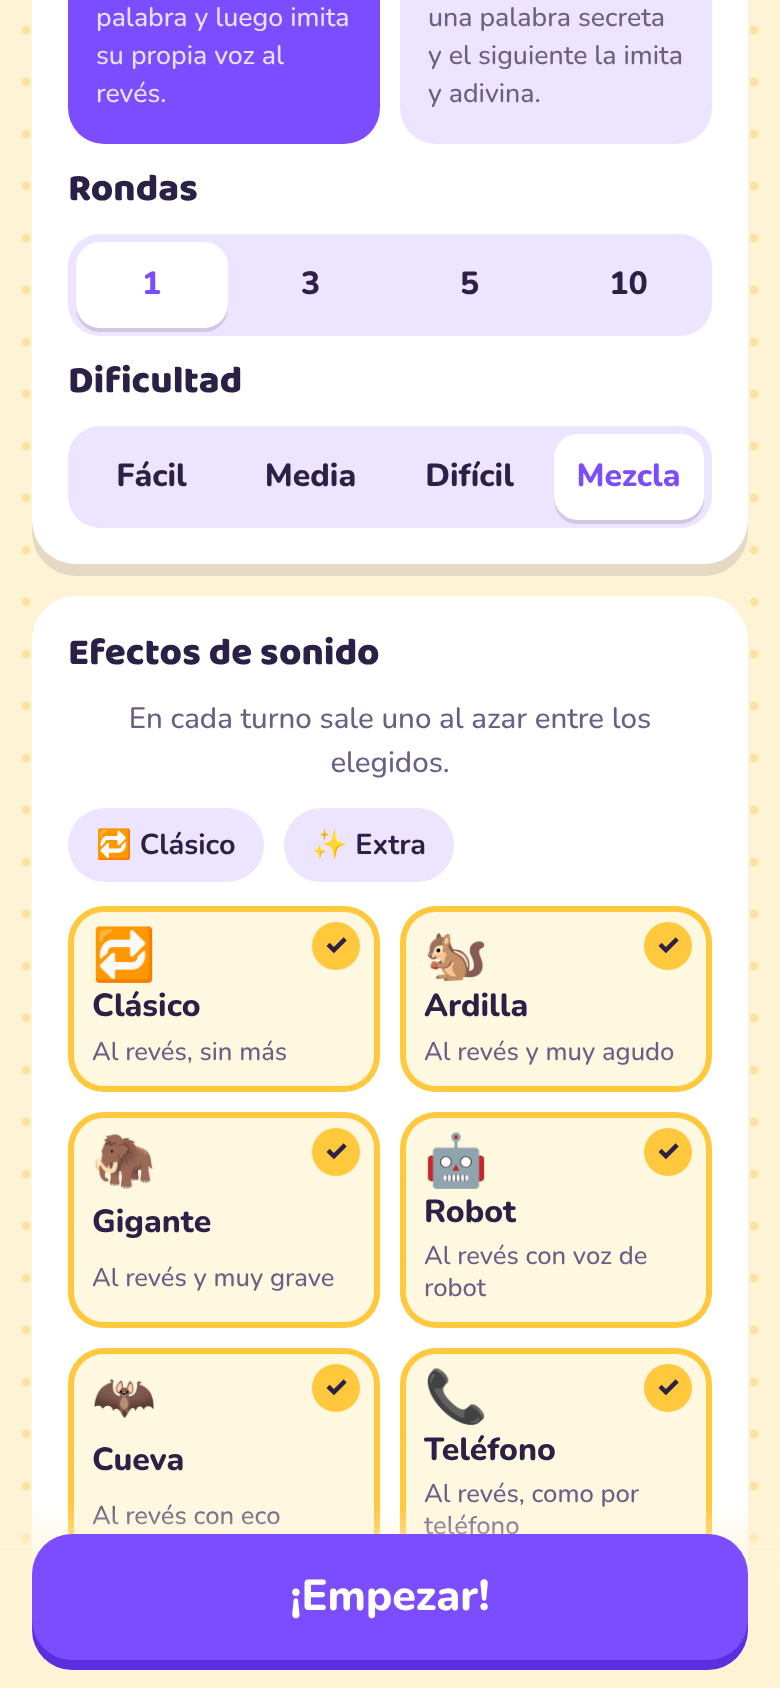 palabra y luego imita
su propia voz al
revés.
una palabra secreta
y el siguiente la imita
y adivina.
Rondas
1 3 5 10
Dificultad
Fácil Media Difícil Mezcla
Efectos de sonido
En cada turno sale uno al azar entre los
elegidos.
Clásico
Extra
Clásico
Al revés, sin más
Ardilla
Al revés y muy agudo
Gigante
Al revés y muy grave
Robot
Al revés con voz de
robot
Cueva
Al revés con eco
Teléfono
Al revés, como por
teléfono
¡Empezar!